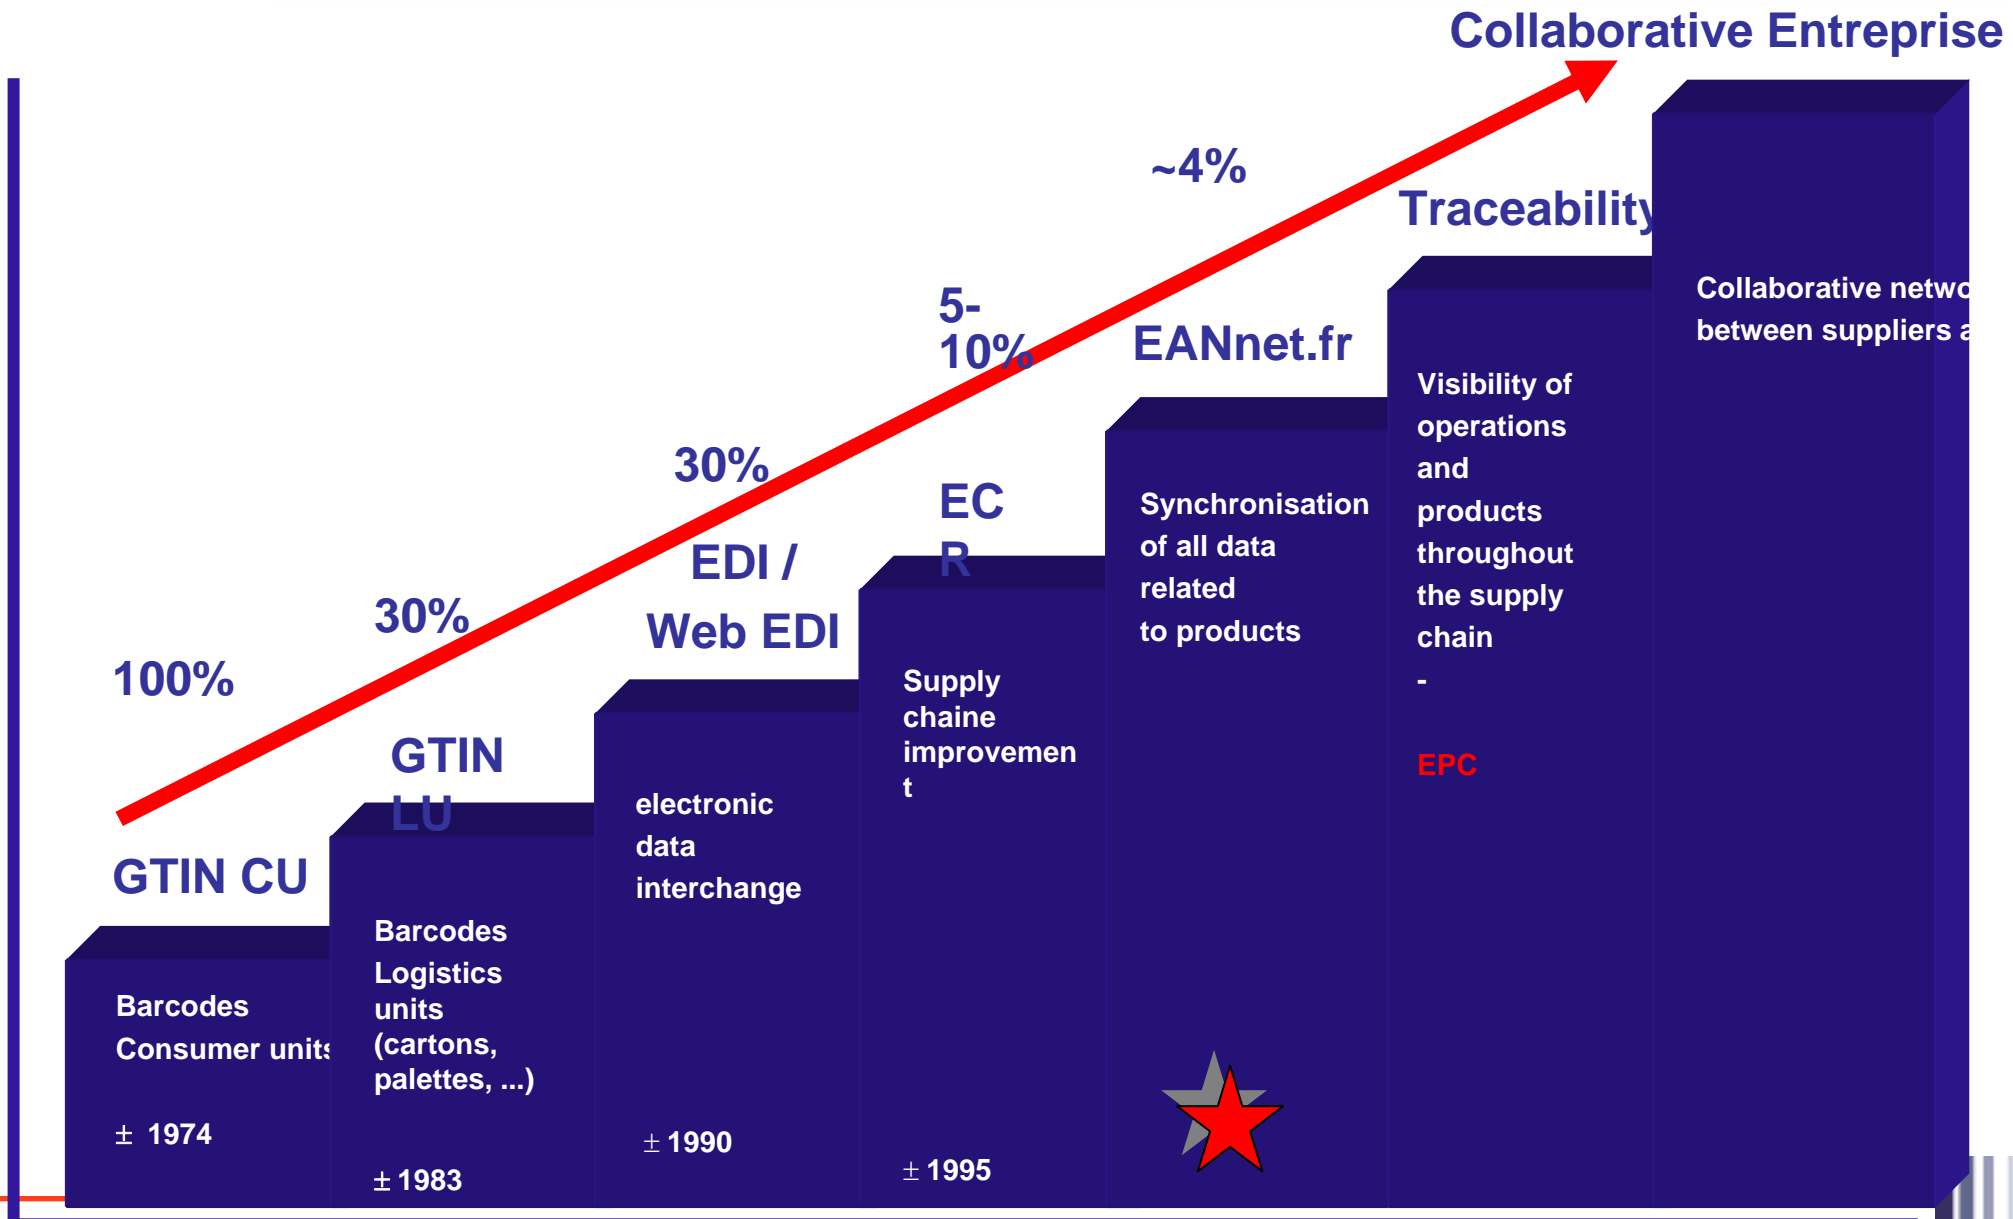 Collaborative Entreprise
~4%
Traceability
5-
10%
EANnet.fr
30%
EC
R
EDI /
Web EDI
30%
100%
GTIN
LU
GTIN CU
Barcodes
Consumer units
± 1974
Barcodes
Logistics
units
(cartons,
palettes, ...)
± 1983
electronic
data
interchange
± 1990
Supply
chaine
improvemen
t
± 1995
Synchronisation
of all data
related
to products
Visibility of
operations
and
products
throughout
the supply
chain
-
EPC
Collaborative netwo
between suppliers a